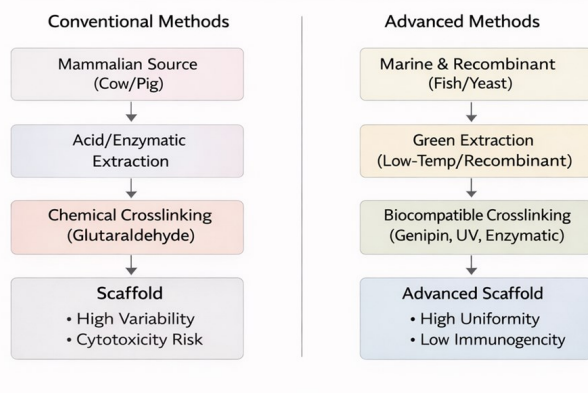 Conventional Methods
Mammalian Source
(Cow/Pig)
Acid/Enzymatic
Extraction
Chemical Crosslinking
(Glutaraldehyde)
Scaffold
• High Variability
• Cytotoxicity Risk
Advanced Methods
Marine & Recombinant
(Fish/Yeast)
Green Extraction
(Low-Temp/Recombinant)
Biocompatible Crosslinking
(Genipin, UV, Enzymatic)
Advanced Scaffold
• High Uniformity
• Low Immunogencity